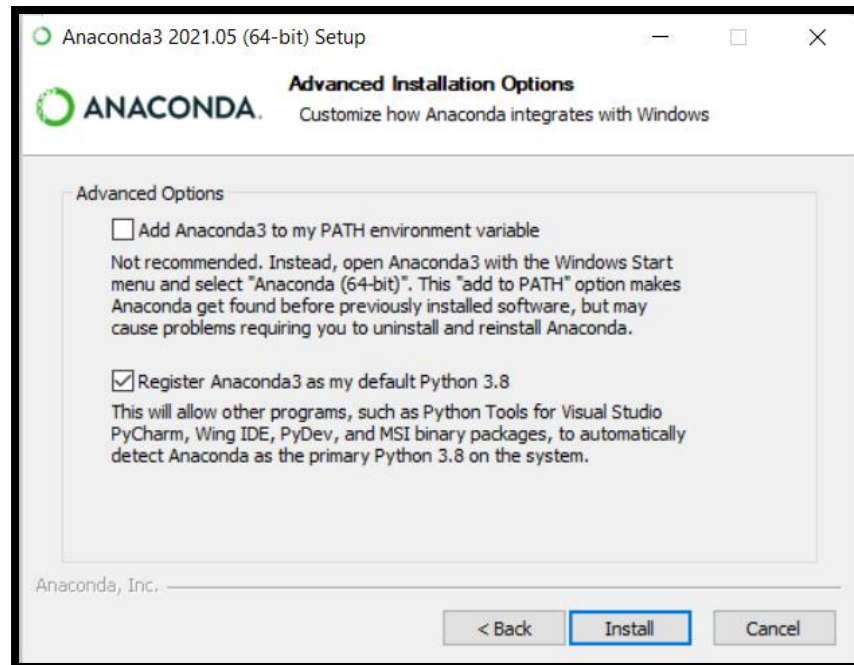 Anaconda3 2021.05 (64-bit) Setup
Advanced Installation Options
ANACONDA.
Customize how Anaconda integrates with Windows
Advanced Options
Add Anaconda3 to my PATH environment variable
Not recommended. Instead, open Anaconda3 with the Windows Start
menu and select "Anaconda (64-bit)". This "add to PATH" option makes
Anaconda get found before previously installed software, but may
cause problems requiring you to uninstall and reinstall Anaconda.
Register Anaconda3 as my default Python 3.8
This will allow other programs, such as Python Tools for Visual Studio
PyCharm, Wing IDE, PyDev, and MSI binary packages, to automatically
detect Anaconda as the primary Python 3.8 on the system.
Anaconda, Inc.
< Back
Install
Cancel